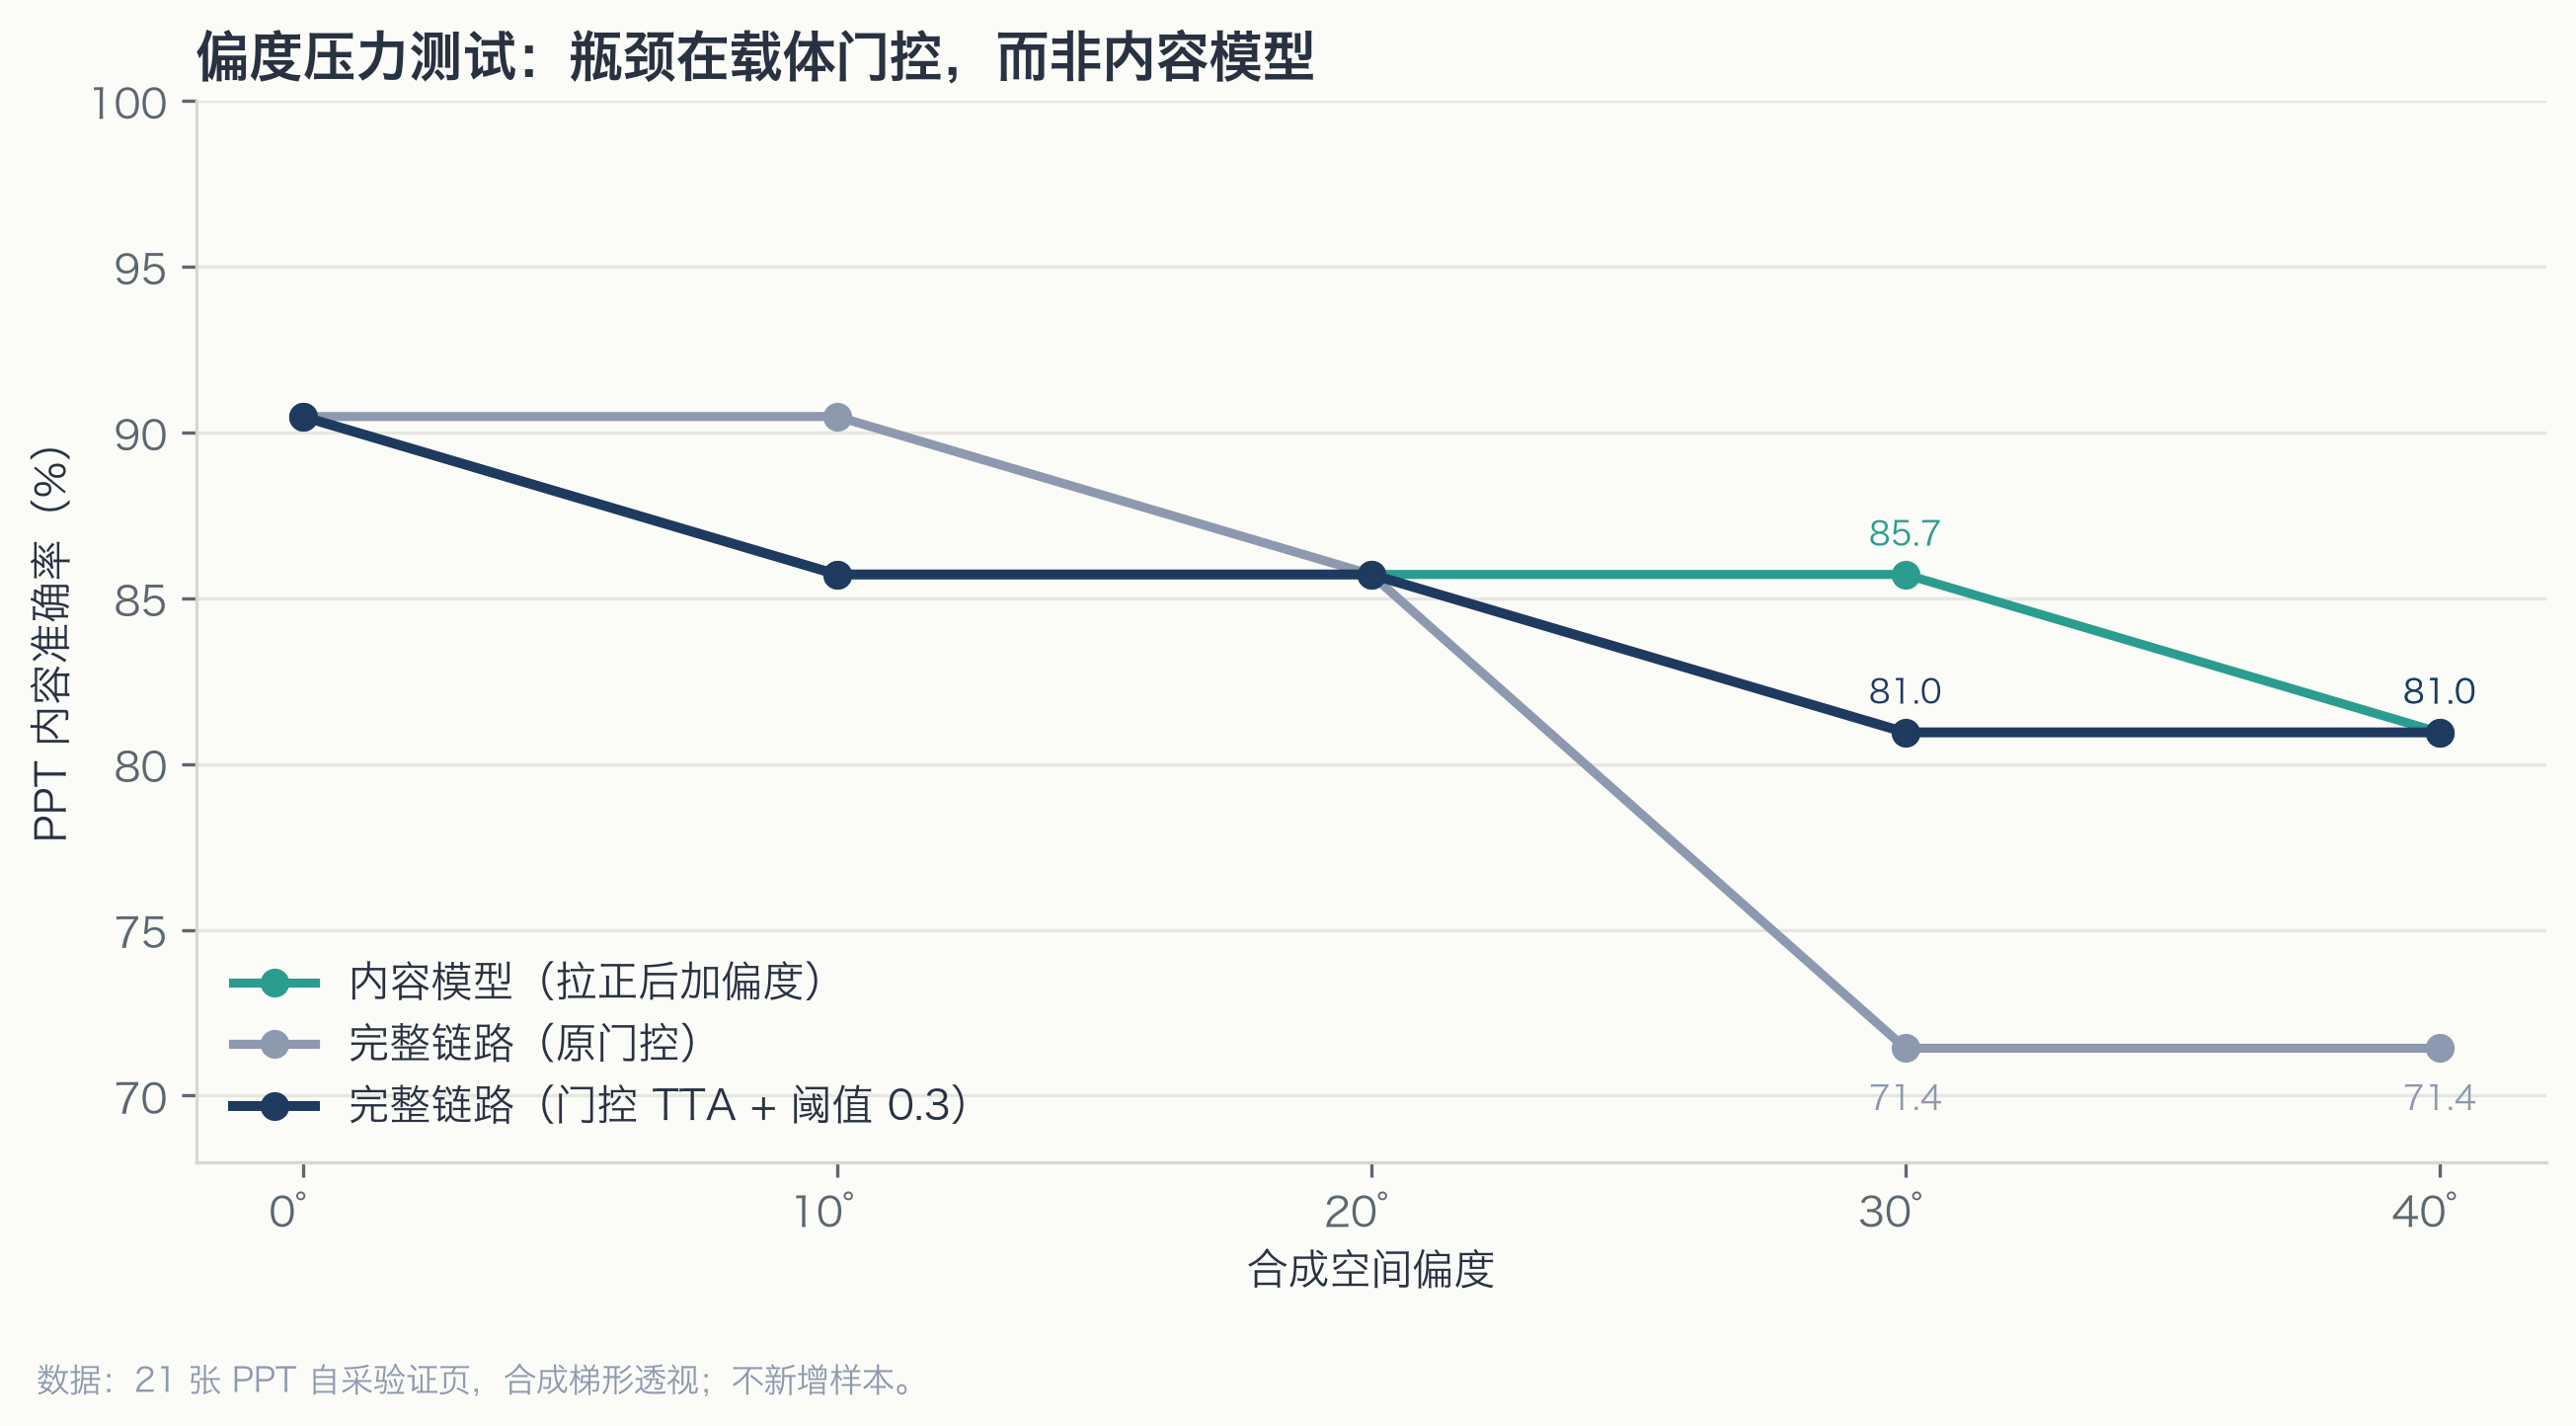 偏度压力测试：瓶颈在载体门控，而非内容模型
100
95
90
85
80
75
70
PPT 内容准确率（%）
85.7
81.0
81.0
71.4
71.4
内容模型（拉正后加偏度）
完整链路（原门控）
完整链路（门控 TTA + 阈值 0.3）
0°
10°
20°
30°
40°
合成空间偏度
数据：21 张 PPT 自采验证页，合成梯形透视；不新增样本。